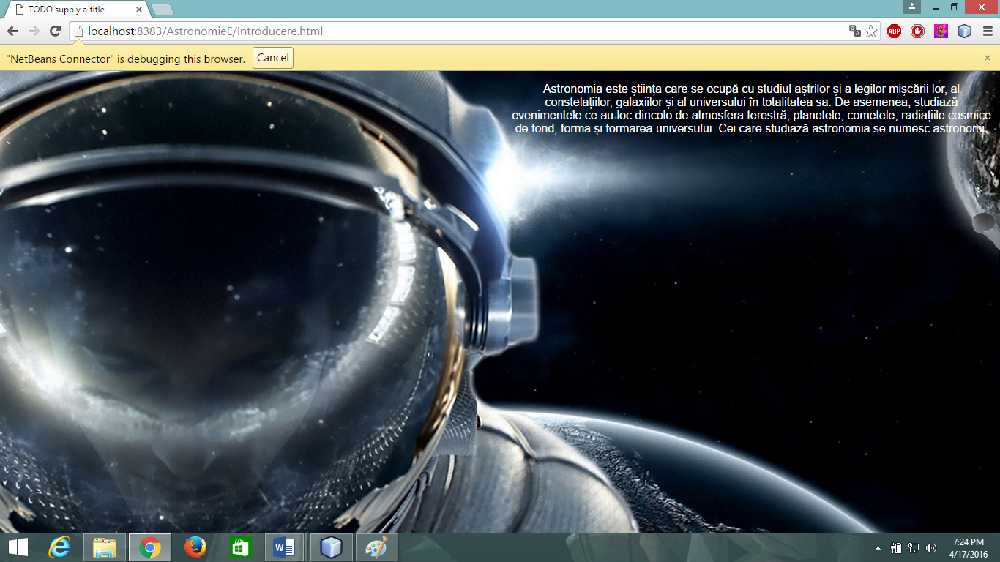 TODO supply a title
localhost:8383/AstronomieE/Introducere.html
ABP
"NetBeans Connector" is debugging this browser. Cancel
Astronomia este știința care se ocupă cu studiul aștrilor și a legilor mișcării lor, al
constelațiilor, galaxiilor și al universului în totalitatea sa. De asemenea, studiază
evenimentele ce au loc dincolo de atmosfera terestră, planetele, cometele, radiațiile cosmice
de fond, forma și formarea universului. Cei care studiază astronomia se numesc astronomi.
7:24 PM
4/17/2016